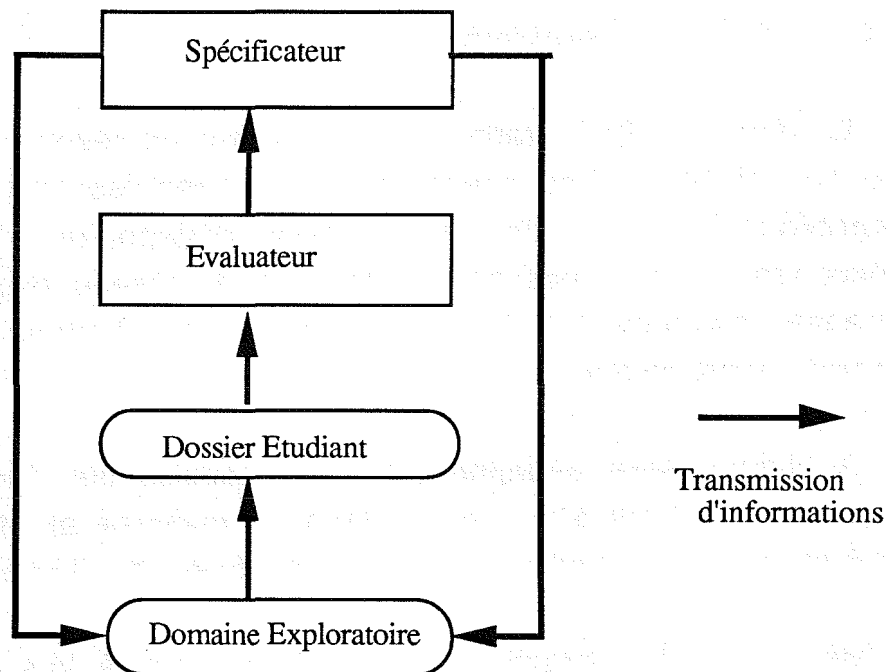 Spécificateur
Evaluateur
Dossier Etudiant
Domaine Exploratoire
Transmission
d'informations